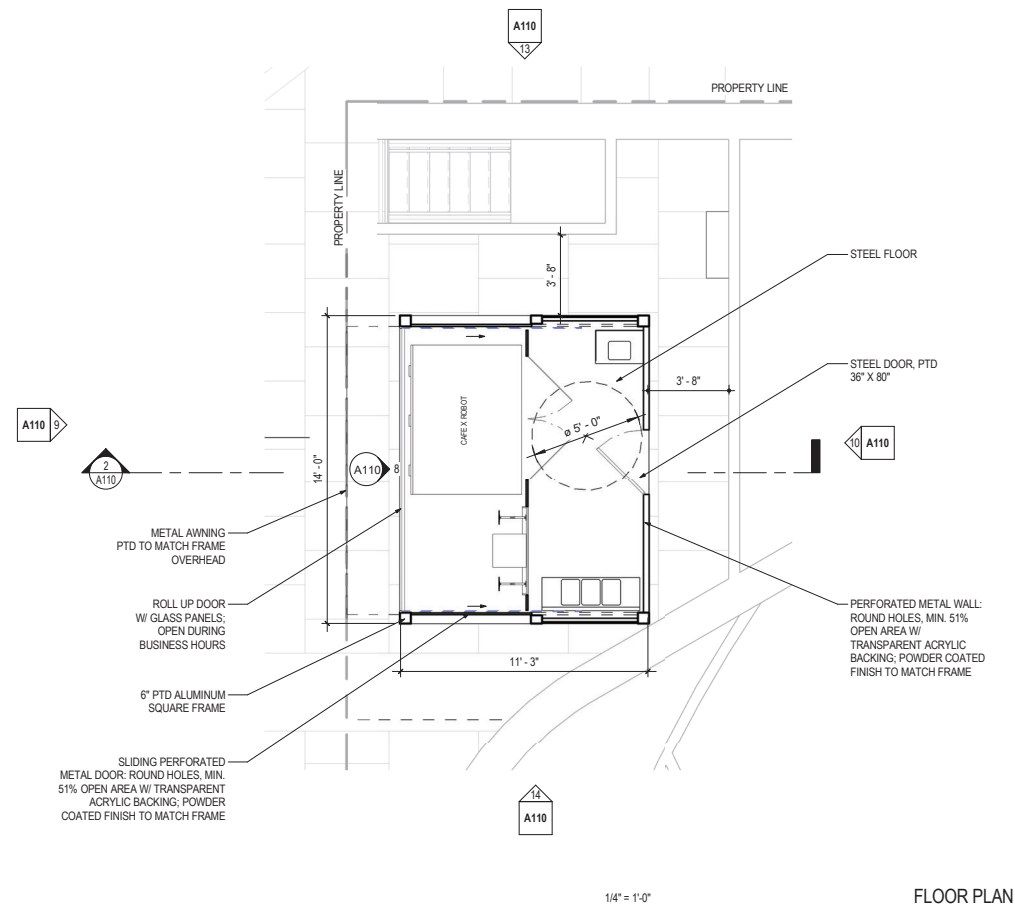 A110
13
PROPERTY LINE
PROPERTY LINE
STEEL FLOOR
3' - 8"
STEEL DOOR, PTD
36" X 80"
3' - 8"
CAFE X ROBOT
ø 5' - 0"
A110
9
10
A110
2
A110
14' - 0"
A110
8
METAL AWNING
PTD TO MATCH FRAME
OVERHEAD
ROLL UP DOOR
W/ GLASS PANELS;
OPEN DURING
BUSINESS HOURS
PERFORATED METAL WALL:
ROUND HOLES, MIN. 51%
OPEN AREA W/
TRANSPARENT ACRYLIC
BACKING; POWDER COATED
FINISH TO MATCH FRAME
11' - 3"
6" PTD ALUMINUM
SQUARE FRAME
SLIDING PERFORATED
METAL DOOR: ROUND HOLES, MIN.
51% OPEN AREA W/ TRANSPARENT
ACRYLIC BACKING; POWDER
COATED FINISH TO MATCH FRAME
14
A110
1/4" = 1'-0"
FLOOR PLAN